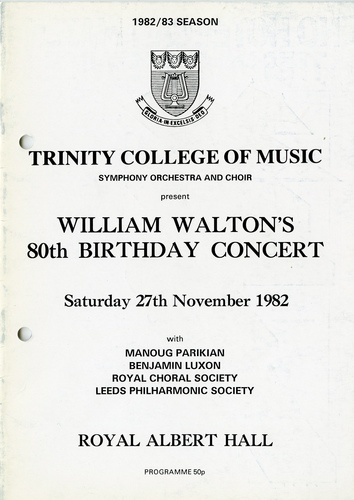 1982/83 SEASON
GLORIA IN EXCELSIS DEO
TRINITY COLLEGE OF MUSIC
SYMPHONY ORCHESTRA AND CHOIR
present
WILLIAM WALTON'S
80th BIRTHDAY CONCERT
Saturday 27th November 1982
with
MANOUG PARIKIAN
BENJAMIN LUXON
ROYAL CHORAL SOCIETY
LEEDS PHILHARMONIC SOCIETY
ROYAL ALBERT HALL
PROGRAMME 50p